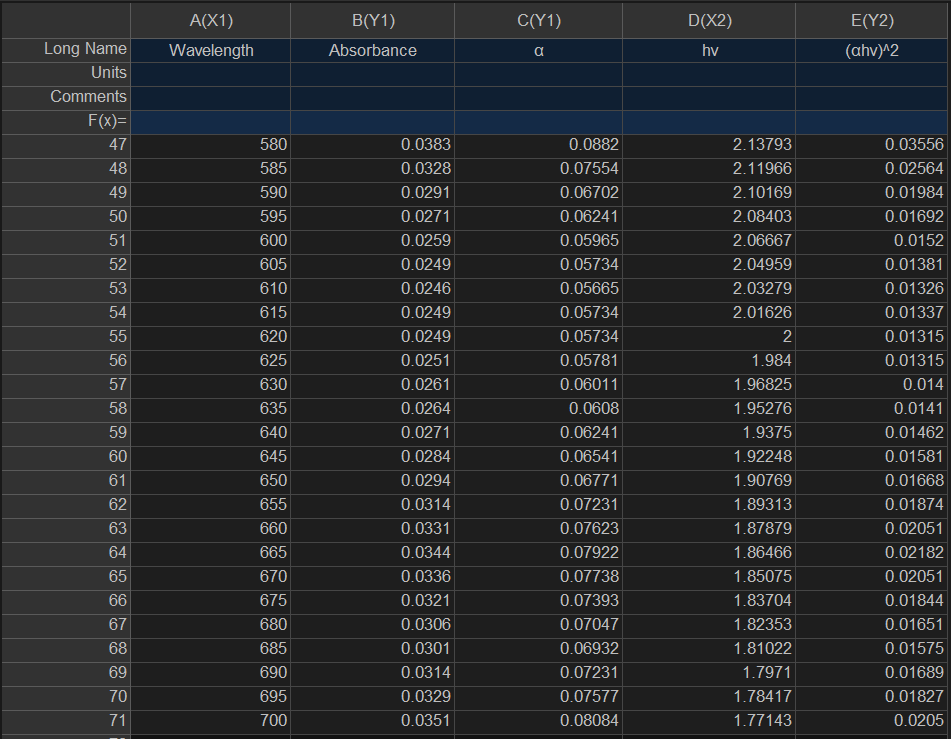 A(X1) B(Y1) C(Y1) D(X2) E(Y2)
Long Name Wavelength Absorbance α hv (αhv)^2
Units
Comments
F(x)=
47 580 0.0383 0.0882 2.13793 0.03556
48 585 0.0328 0.07554 2.11966 0.02564
49 590 0.0291 0.06702 2.10169 0.01984
50 595 0.0271 0.06241 2.08403 0.01692
51 600 0.0259 0.05965 2.06667 0.0152
52 605 0.0249 0.05734 2.04959 0.01381
53 610 0.0246 0.05665 2.03279 0.01326
54 615 0.0249 0.05734 2.01626 0.01337
55 620 0.0249 0.05734 2 0.01315
56 625 0.0251 0.05781 1.984 0.01315
57 630 0.0261 0.06011 1.96825 0.014
58 635 0.0264 0.0608 1.95276 0.0141
59 640 0.0271 0.06241 1.9375 0.01462
60 645 0.0284 0.06541 1.92248 0.01581
61 650 0.0294 0.06771 1.90769 0.01668
62 655 0.0314 0.07231 1.89313 0.01874
63 660 0.0331 0.07623 1.87879 0.02051
64 665 0.0344 0.07922 1.86466 0.02182
65 670 0.0336 0.07738 1.85075 0.02051
66 675 0.0321 0.07393 1.83704 0.01844
67 680 0.0306 0.07047 1.82353 0.01651
68 685 0.0301 0.06932 1.81022 0.01575
69 690 0.0314 0.07231 1.7971 0.01689
70 695 0.0329 0.07577 1.78417 0.01827
71 700 0.0351 0.08084 1.77143 0.0205